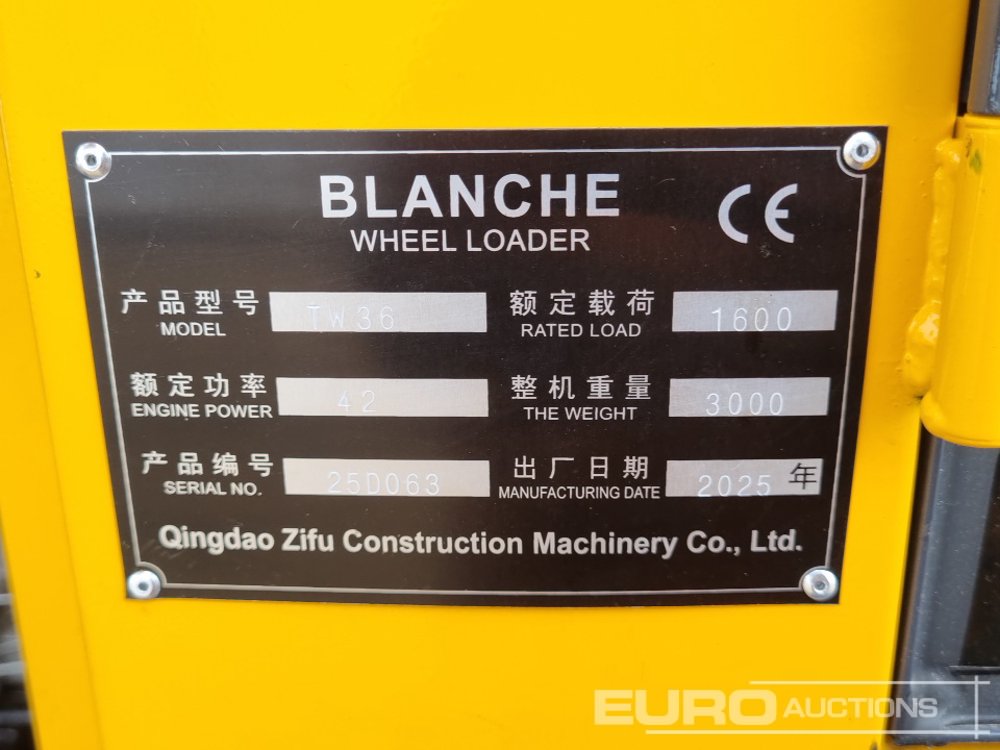 BLANCHE
CE
WHEEL LOADER
产品型号 TW36 额定载荷 1600
MODEL RATED LOAD
额定功率 42 整机重量 3000
ENGINE POWER THE WEIGHT
产品编号 25D063 出厂日期 2025 年
SERIAL NO. MANUFACTURING DATE
Qingdao Zifu Construction Machinery Co., Ltd.
EURO AUCTIONS